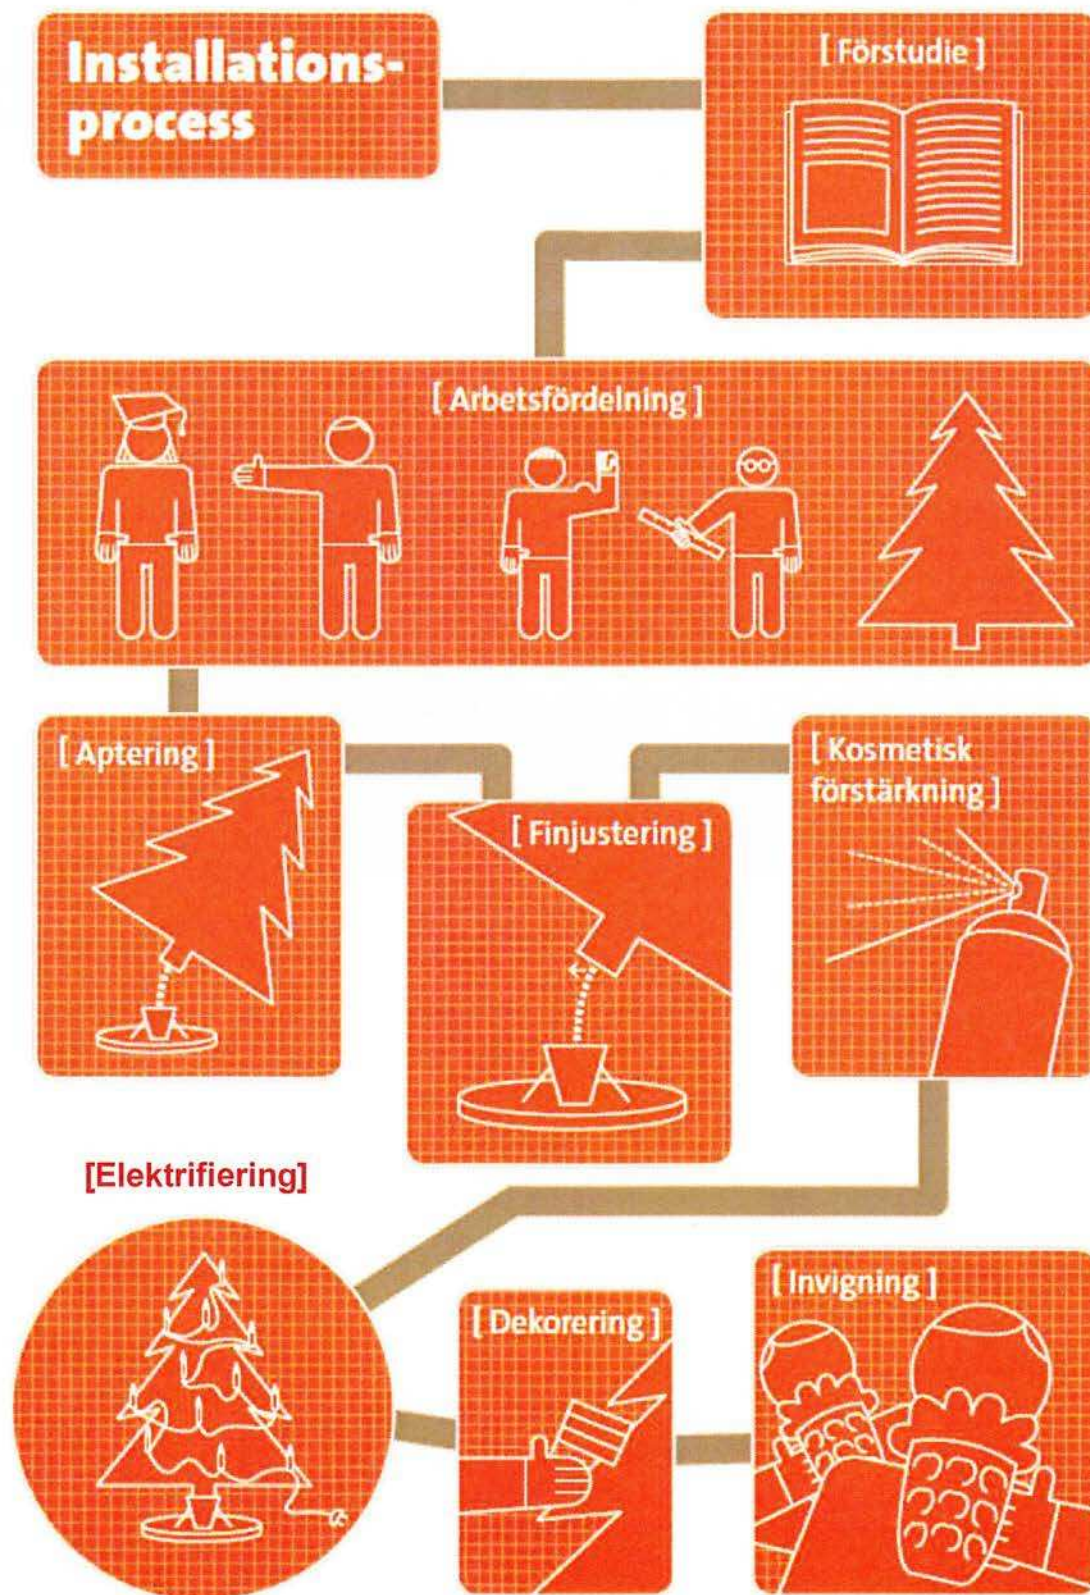 Installations-
process
[ Förstudie ]
[ Arbetsfördelning ]
[ Aptering ]
[ Finjustering ]
[ Kosmetisk
förstärkning ]
[Elektrifiering]
[ Dekorering ]
[ Invigning ]